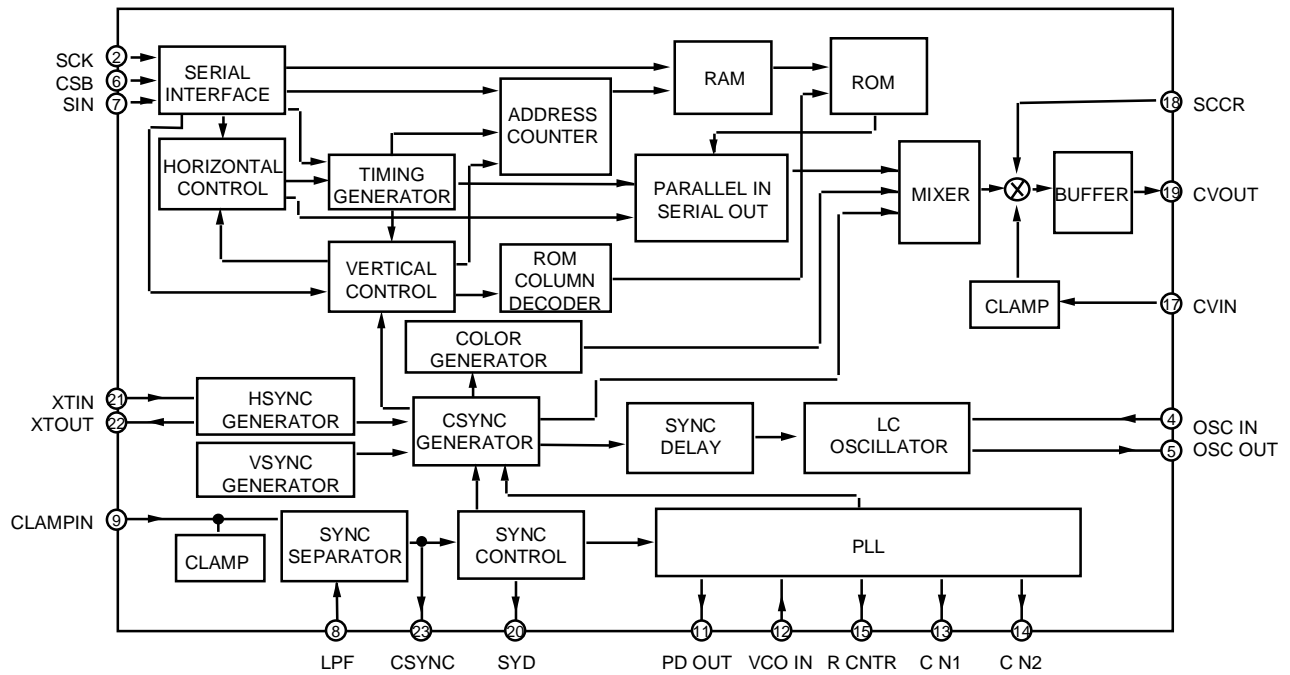 SCK 2
CSB 6
SIN 7
SERIAL
INTERFACE
RAM
ROM
ADDRESS
COUNTER
18 SCCR
HORIZONTAL
CONTROL
TIMING
GENERATOR
PARALLEL IN
SERIAL OUT
MIXER
X
BUFFER
19 CVOUT
VERTICAL
CONTROL
ROM
COLUMN
DECODER
CLAMP
17 CVIN
COLOR
GENERATOR
XTIN 21
XTOUT 22
HSYNC
GENERATOR
CSYNC
GENERATOR
SYNC
DELAY
LC
OSCILLATOR
4 OSC IN
5 OSC OUT
VSYNC
GENERATOR
CLAMPIN 9
CLAMP
SYNC
SEPARATOR
SYNC
CONTROL
PLL
8
23
20
11
12
15
13
14
LPF
CSYNC
SYD
PD OUT
VCO IN
R CNTR
C N1
C N2